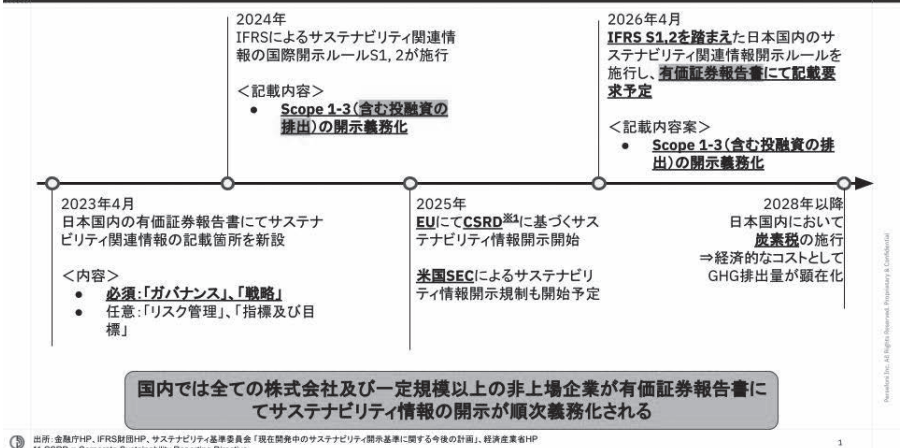 2024年
IFRSによるサステナビリティ関連情
報の国際開示ルールS1, 2が施行
＜記載内容＞
● Scope 1-3（含む投融資の
排出）の開示義務化
2026年4月
IFRS S1,2を踏まえた日本国内のサ
ステナビリティ関連情報開示ルールを
施行し、有価証券報告書にて記載要
求予定
＜記載内容案＞
● Scope 1-3（含む投融資の排
出）の開示義務化
2023年4月
日本国内の有価証券報告書にてサステナ
ビリティ関連情報の記載箇所を新設
＜内容＞
● 必須：「ガバナンス」、「戦略」
● 任意：「リスク管理」、「指標及び目
標」
2025年
EUにてCSRD※1に基づくサス
テナビリティ情報開示開始
米国SECによるサステナビリ
ティ情報開示規制も開始予定
2028年以降
日本国内において
炭素税の施行
⇒経済的なコストとして
GHG排出量が顕在化
Persefoni Inc. All Rights Reserved. Proprietary & Confidential
国内では全ての株式会社及び一定規模以上の非上場企業が有価証券報告書に
てサステナビリティ情報の開示が順次義務化される
出所：金融庁HP、IFRS財団HP、サステナビリティ基準委員会「現在開発中のサステナビリティ開示基準に関する今後の計画」、経済産業省HP
1